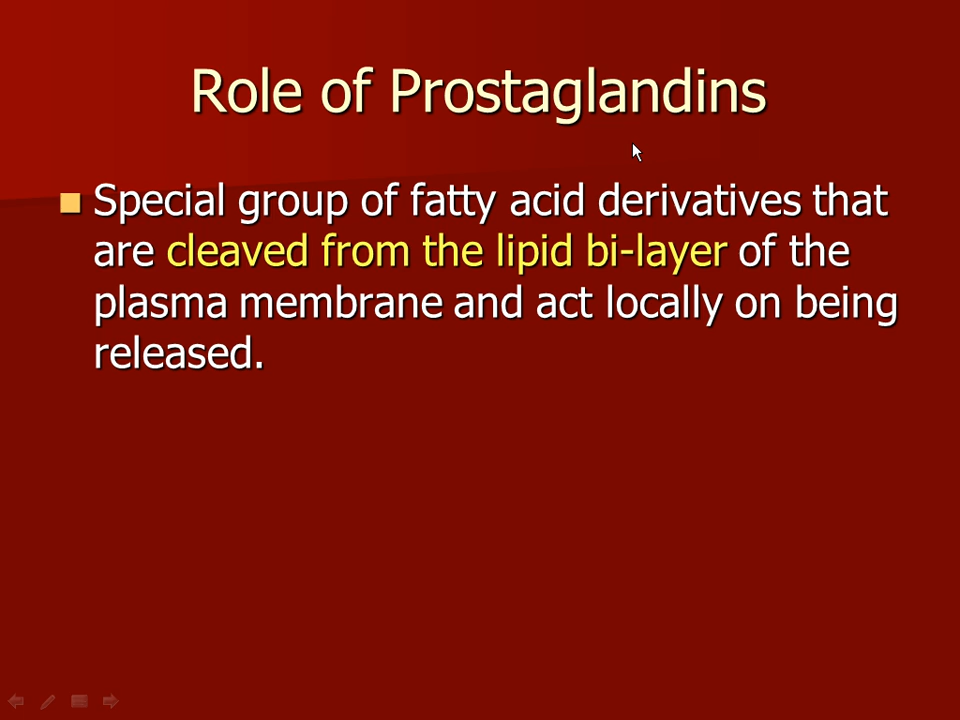 Role of Prostaglandins
Special group of fatty acid derivatives that
are cleaved from the lipid bi-layer of the
plasma membrane and act locally on being
released.